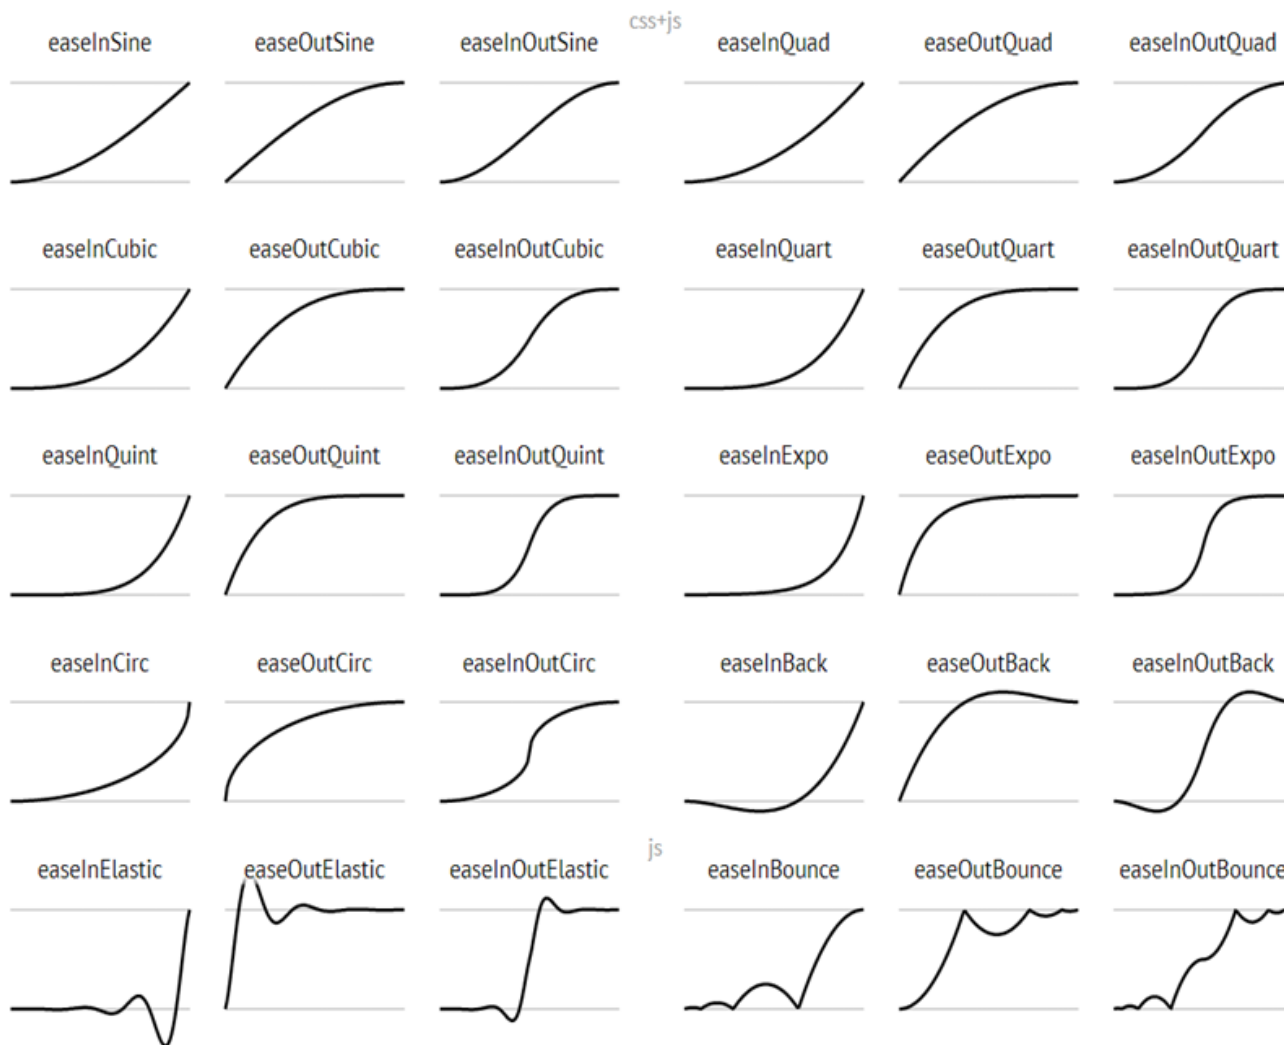 css+js
easeInSine easeOutSine easeInOutSine easeInQuad easeOutQuad easeInOutQuad
easeInCubic easeOutCubic easeInOutCubic easeInQuart easeOutQuart easeInOutQuart
easeInQuint easeOutQuint easeInOutQuint easeInExpo easeOutExpo easeInOutExpo
easeInCirc easeOutCirc easeInOutCirc easeInBack easeOutBack easeInOutBack
js
easeInElastic easeOutElastic easeInOutElastic easeInBounce easeOutBounce easeInOutBounce